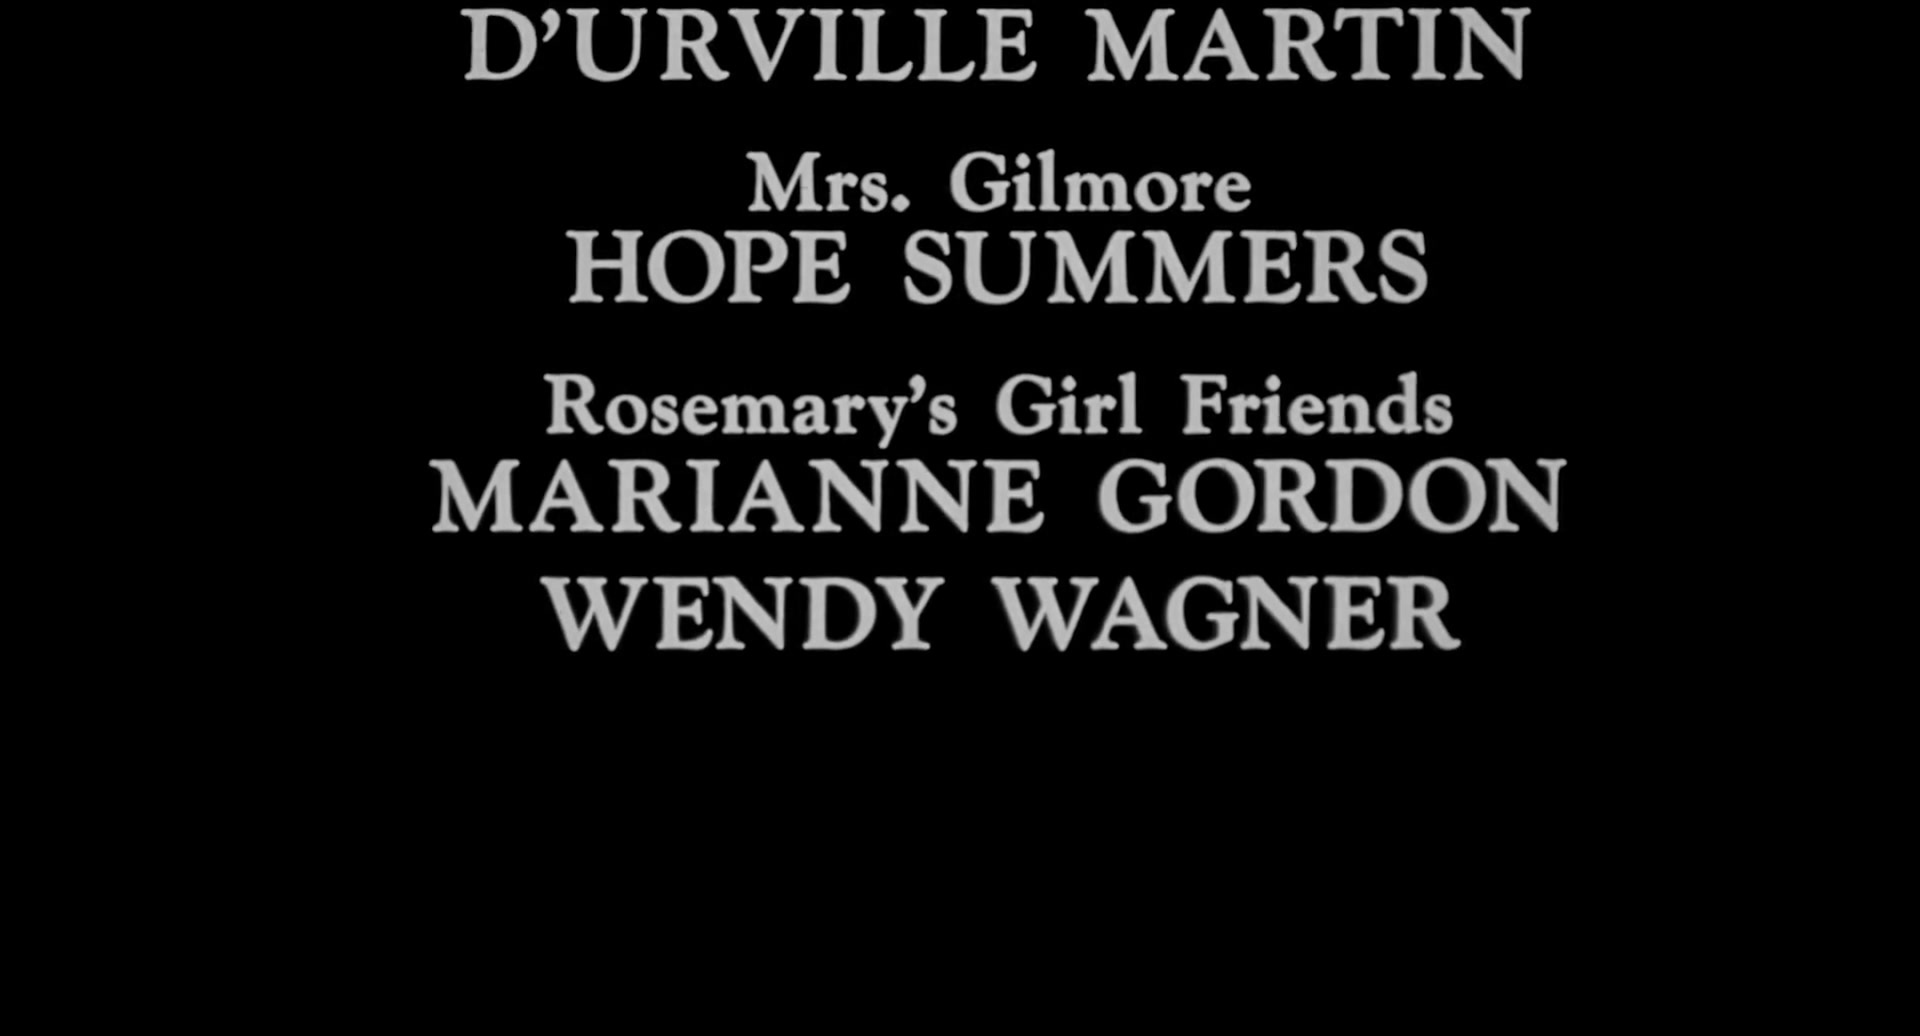 D’URVILLE MARTIN
Mrs. Gilmore
HOPE SUMMERS
Rosemary’s Girl Friends
MARIANNE GORDON
WENDY WAGNER